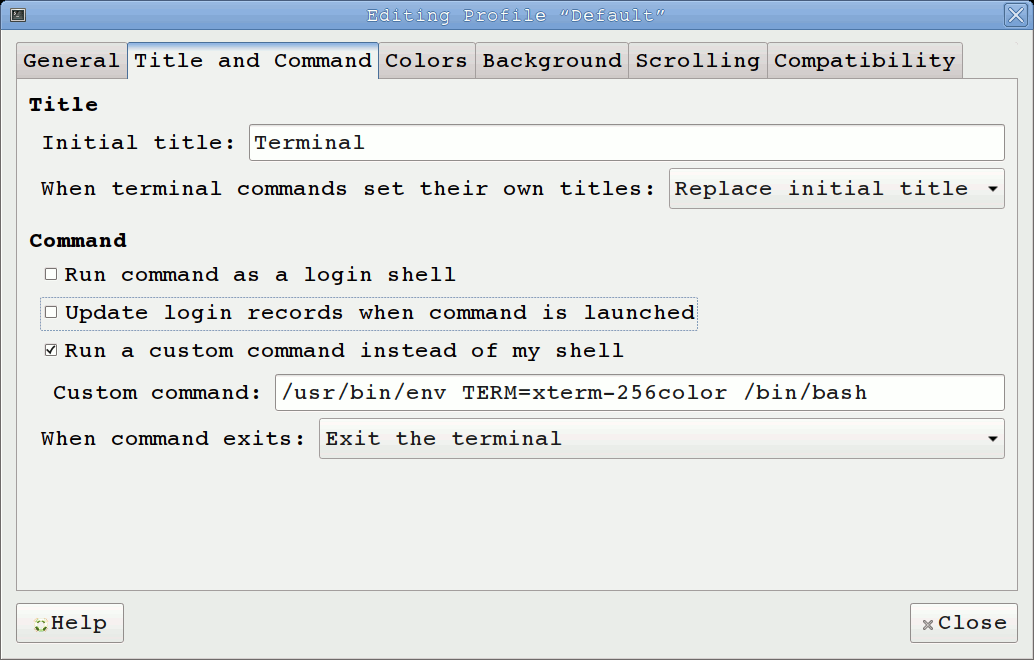 Editing Profile “Default”
General Title and Command Colors Background Scrolling Compatibility
Title
Initial title: Terminal
When terminal commands set their own titles: Replace initial title
Command
Run command as a login shell
Update login records when command is launched
Run a custom command instead of my shell
Custom command: /usr/bin/env TERM=xterm-256color /bin/bash
When command exits: Exit the terminal
Help Close